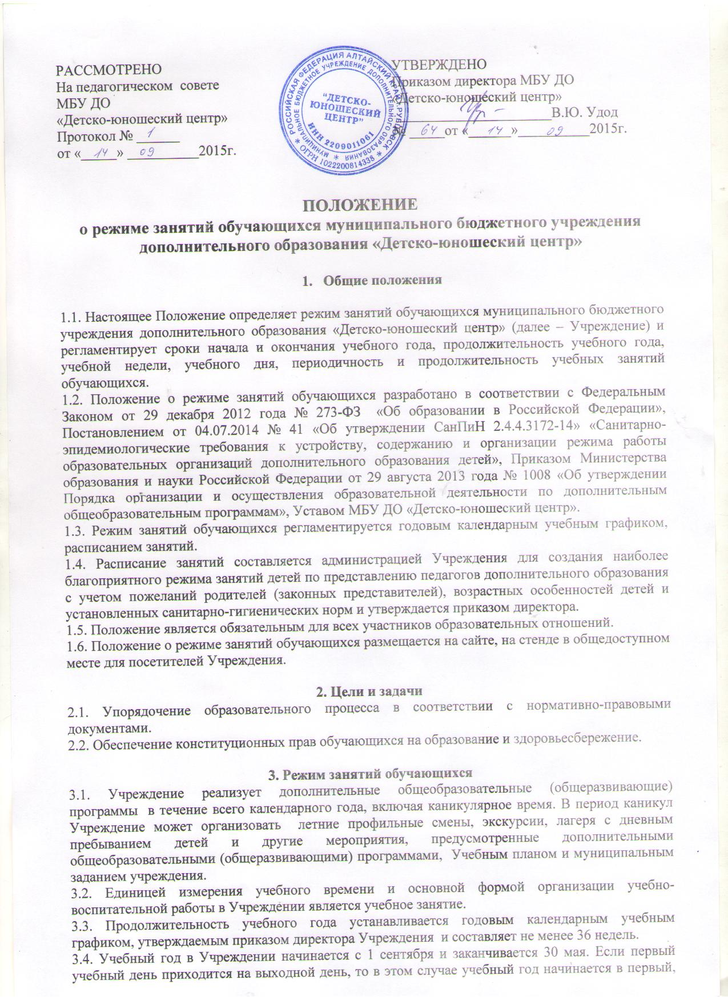 РАССМОТРЕНО
На педагогическом совете
МБУ ДО
«Детско-юношеский центр»
Протокол № 1
от « 14 » 09 2015г.
РОССИЙСКАЯ ФЕДЕРАЦИЯ АЛТАЙСКИЙ КРАЙ Г.РУБЦОВСК
* ОГРН 1022200814338 *
МУНИЦИПАЛЬНОЕ БЮДЖЕТНОЕ УЧРЕЖДЕНИЕ ДОПОЛНИТЕЛЬНОГО ОБРАЗОВАНИЯ *
"ДЕТСКО-
ЮНОШЕСКИЙ
ЦЕНТР"
ИНН 2209011061
УТВЕРЖДЕНО
Приказом директора МБУ ДО
«Детско-юношеский центр»
В.Ю. Удод
№ 64 от « 14 » 09 2015г.
ПОЛОЖЕНИЕ
о режиме занятий обучающихся муниципального бюджетного учреждения
дополнительного образования «Детско-юношеский центр»
1. Общие положения
1.1. Настоящее Положение определяет режим занятий обучающихся муниципального бюджетного
учреждения дополнительного образования «Детско-юношеский центр» (далее – Учреждение) и
регламентирует сроки начала и окончания учебного года, продолжительность учебного года,
учебной недели, учебного дня, периодичность и продолжительность учебных занятий
обучающихся.
1.2. Положение о режиме занятий обучающихся разработано в соответствии с Федеральным
Законом от 29 декабря 2012 года № 273-ФЗ «Об образовании в Российской Федерации»,
Постановлением от 04.07.2014 № 41 «Об утверждении СанПиН 2.4.4.3172-14» «Санитарно-
эпидемиологические требования к устройству, содержанию и организации режима работы
образовательных организаций дополнительного образования детей», Приказом Министерства
образования и науки Российской Федерации от 29 августа 2013 года № 1008 «Об утверждении
Порядка организации и осуществления образовательной деятельности по дополнительным
общеобразовательным программам», Уставом МБУ ДО «Детско-юношеский центр».
1.3. Режим занятий обучающихся регламентируется годовым календарным учебным графиком,
расписанием занятий.
1.4. Расписание занятий составляется администрацией Учреждения для создания наиболее
благоприятного режима занятий детей по представлению педагогов дополнительного образования
с учетом пожеланий родителей (законных представителей), возрастных особенностей детей и
установленных санитарно-гигиенических норм и утверждается приказом директора.
1.5. Положение является обязательным для всех участников образовательных отношений.
1.6. Положение о режиме занятий обучающихся размещается на сайте, на стенде в общедоступном
месте для посетителей Учреждения.
2. Цели и задачи
2.1. Упорядочение образовательного процесса в соответствии с нормативно-правовыми
документами.
2.2. Обеспечение конституционных прав обучающихся на образование и здоровьесбережение.
3. Режим занятий обучающихся
3.1. Учреждение реализует дополнительные общеобразовательные (общеразвивающие)
программы в течение всего календарного года, включая каникулярное время. В период каникул
Учреждение может организовать летние профильные смены, экскурсии, лагеря с дневным
пребыванием детей и другие мероприятия, предусмотренные дополнительными
общеобразовательными (общеразвивающими) программами, Учебным планом и муниципальным
заданием учреждения.
3.2. Единицей измерения учебного времени и основной формой организации учебно-
воспитательной работы в Учреждении является учебное занятие.
3.3. Продолжительность учебного года устанавливается годовым календарным учебным
графиком, утверждаемым приказом директора Учреждения и составляет не менее 36 недель.
3.4. Учебный год в Учреждении начинается с 1 сентября и заканчивается 30 мая. Если первый
учебный день приходится на выходной день, то в этом случае учебный год начинается в первый,